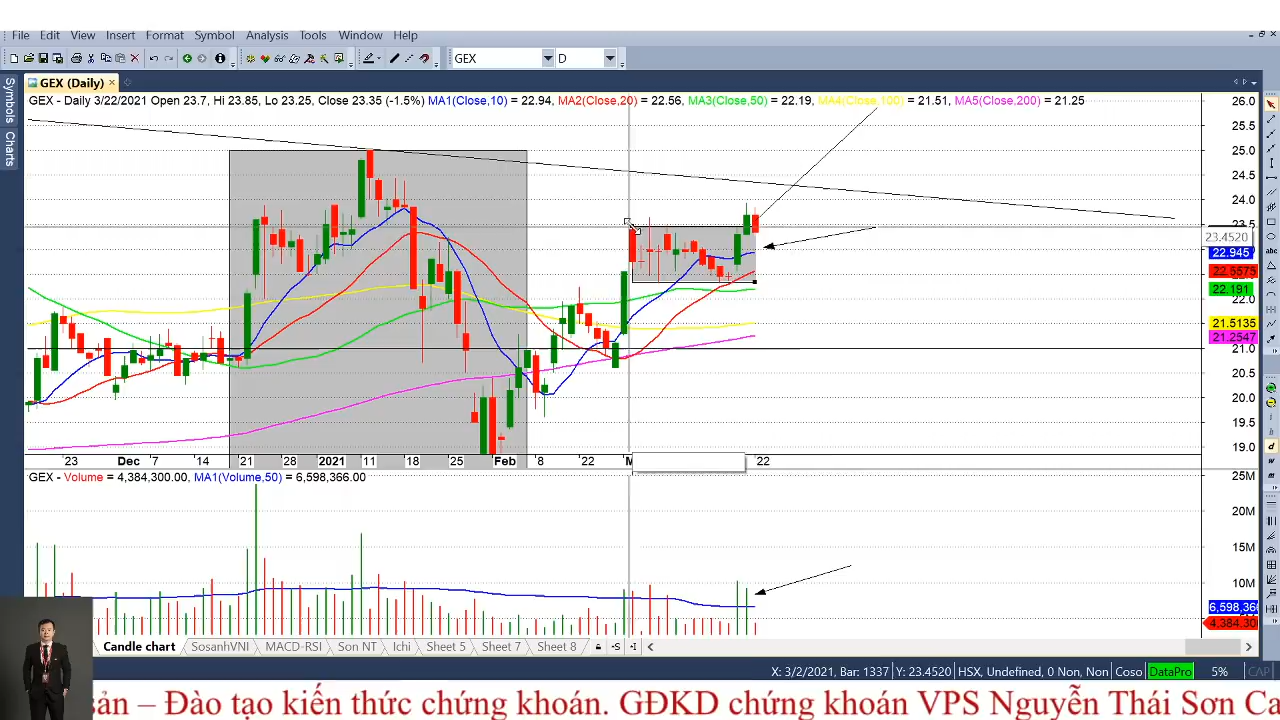 File Edit View Insert Format Symbol Analysis Tools Window Help
GEX D
GEX (Daily)
Symbols
Charts
GEX - Daily 3/22/2021 Open 23.7, Hi 23.85, Lo 23.25, Close 23.35 (-1.5%) MA1(Close,10) = 22.94, MA2(Close,20) = 22.56, MA3(Close,50) = 22.19, MA4(Close,100) = 21.51, MA5(Close,200) = 21.25
26.0
25.5
25.0
24.5
24.0
23.5
23.4520
22.945
22.5575
22.191
22.0
21.5135
21.2547
21.0
20.5
20.0
19.5
19.0
23 Dec 7 14 21 28 2021 11 18 25 Feb 8 22 22
GEX - Volume = 4,384,300.00, MA1(Volume,50) = 6,598,366.00
25M
20M
15M
10M
6,598,366
4,384,30
Candle chart SosanhVNI MACD-RSI Son NT Ichi Sheet 5 Sheet 7 Sheet 8
X: 3/2/2021, Bar: 1337 Y: 23.4520 HSX, Undefined, 0 Non, Non Coso DataPro 5% CAP
sản – Đào tạo kiến thức chứng khoán. GĐKD chứng khoán VPS Nguyễn Thái Sơn Ca